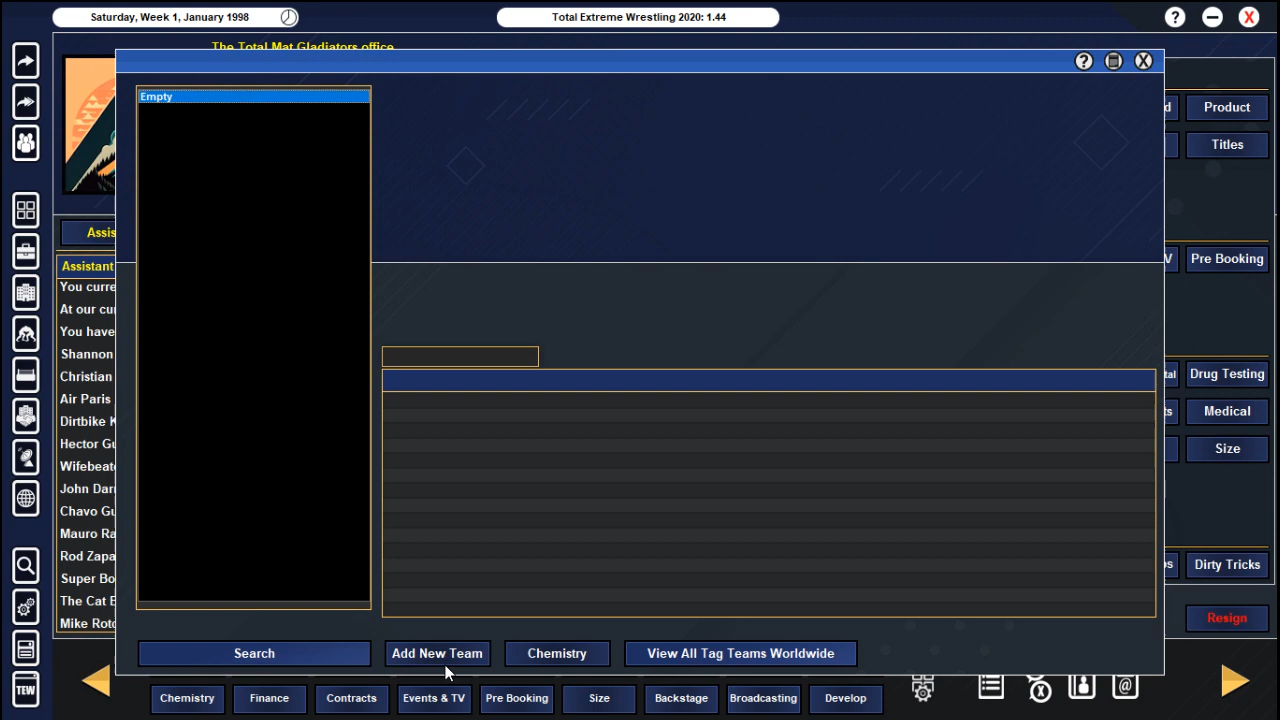 Saturday, Week 1, January 1998
Total Extreme Wrestling 2020: 1.44
The Total Mat Gladiators office
Empty
Product
Titles
Assis
Assistant
You curre
At our cu
You have
Shannon
Christian
Air Paris
Dirtbike K
Hector Gu
Wifebeate
John Darr
Chavo Gu
Mauro Ra
Rod Zapa
Super Bo
The Cat B
Mike Roto
Pre Booking
Drug Testing
Medical
Size
Dirty Tricks
Resign
Search
Add New Team
Chemistry
View All Tag Teams Worldwide
TEW
Chemistry
Finance
Contracts
Events & TV
Pre Booking
Size
Backstage
Broadcasting
Develop